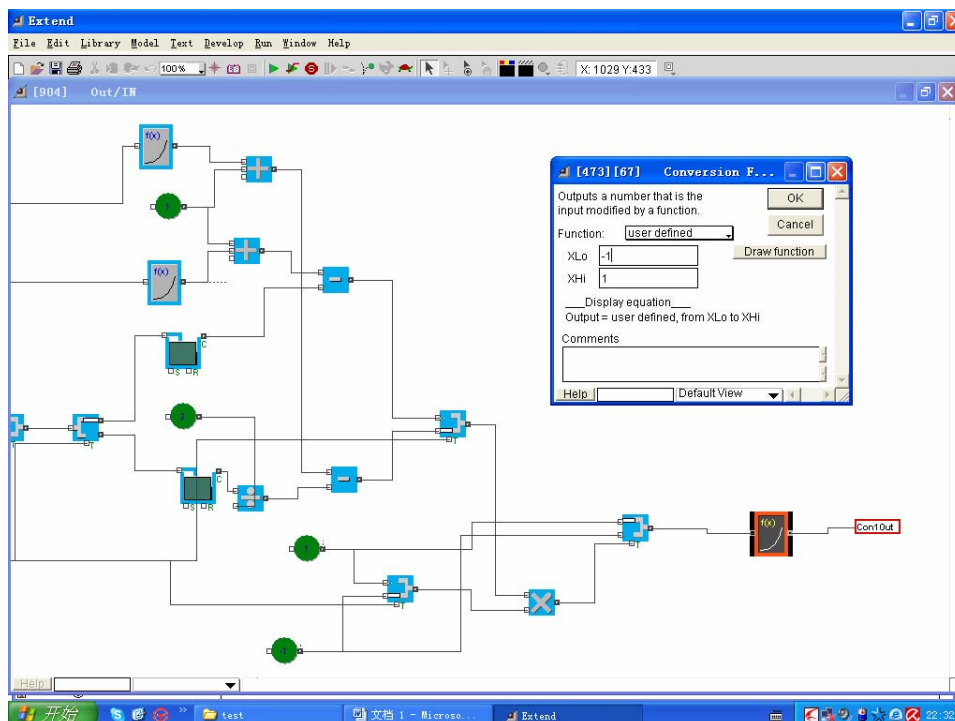 Extend
File Edit Library Model Text Develop Run Window Help
100% X: 1029 Y:433
[904] Out/IN
f(x)
1
f(x)
C
S R
2
T
T
C
S R
1
T
T
-1
f(x)
Con1Out
[473][67] Conversion F...
Outputs a number that is the
input modified by a function.
OK
Cancel
Function: user defined
Draw function
XLo -1
XHi 1
___Display equation___
Output = user defined, from XLo to XHi
Comments
Help Default View
Help
开始 test 文档 1 - Microso... Extend 22:32